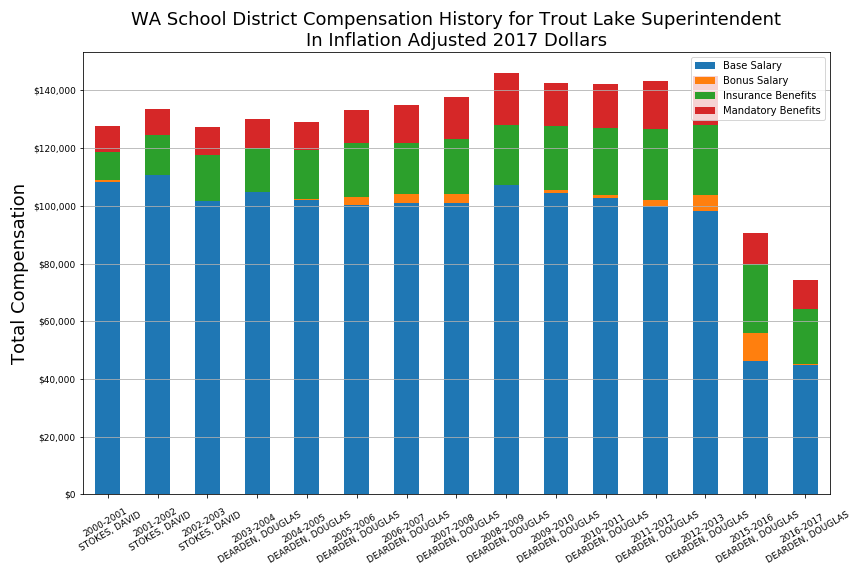 WA School District Compensation History for Trout Lake Superintendent
In Inflation Adjusted 2017 Dollars
Base Salary
Bonus Salary
Insurance Benefits
Mandatory Benefits
Total Compensation
$140,000
$120,000
$100,000
$80,000
$60,000
$40,000
$20,000
$0
2000-2001
STOKES, DAVID
2001-2002
STOKES, DAVID
2002-2003
STOKES, DAVID
2003-2004
DEARDEN, DOUGLAS
2004-2005
DEARDEN, DOUGLAS
2005-2006
DEARDEN, DOUGLAS
2006-2007
DEARDEN, DOUGLAS
2007-2008
DEARDEN, DOUGLAS
2008-2009
DEARDEN, DOUGLAS
2009-2010
DEARDEN, DOUGLAS
2010-2011
DEARDEN, DOUGLAS
2011-2012
DEARDEN, DOUGLAS
2012-2013
DEARDEN, DOUGLAS
2015-2016
DEARDEN, DOUGLAS
2016-2017
DEARDEN, DOUGLAS